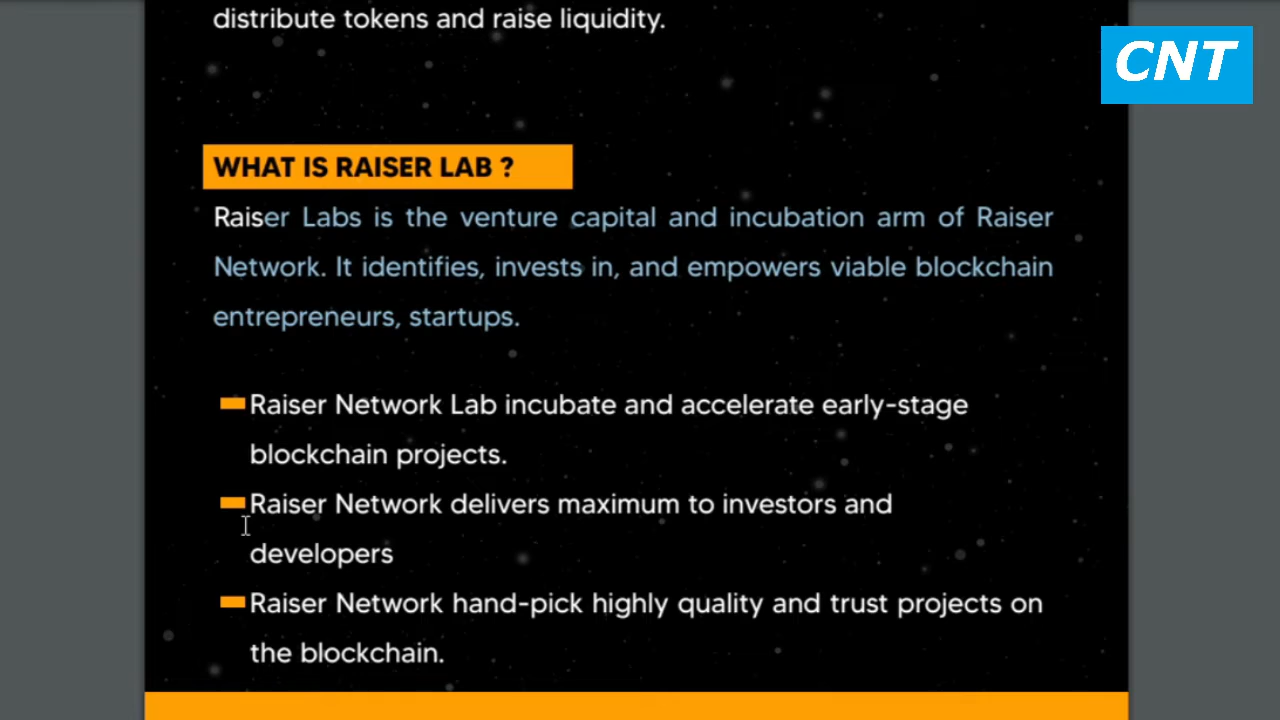 distribute tokens and raise liquidity.
CNT
WHAT IS RAISER LAB ?
Raiser Labs is the venture capital and incubation arm of Raiser
Network. It identifies, invests in, and empowers viable blockchain
entrepreneurs, startups.
Raiser Network Lab incubate and accelerate early-stage
blockchain projects.
Raiser Network delivers maximum to investors and
developers
Raiser Network hand-pick highly quality and trust projects on
the blockchain.